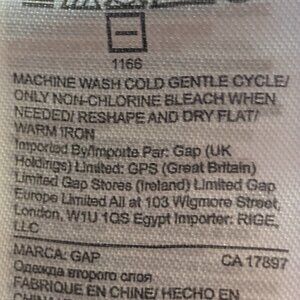 1166
MACHINE WASH COLD GENTLE CYCLE/
ONLY NON-CHLORINE BLEACH WHEN
NEEDED/ RESHAPE AND DRY FLAT/
WARM IRON
Imported By/Importe Par: Gap (UK
Holdings) Limited: GPS (Great Britain)
Limited Gap Stores (Ireland) Limited Gap
Europe Limited All at 103 Wigmore Street,
London, W1U 1QS Egypt Importer: RIGE,
LLC
MARCA: GAP CA 17897
Одежда второго слоя
FABRIQUE EN CHINE/ HECHO EN